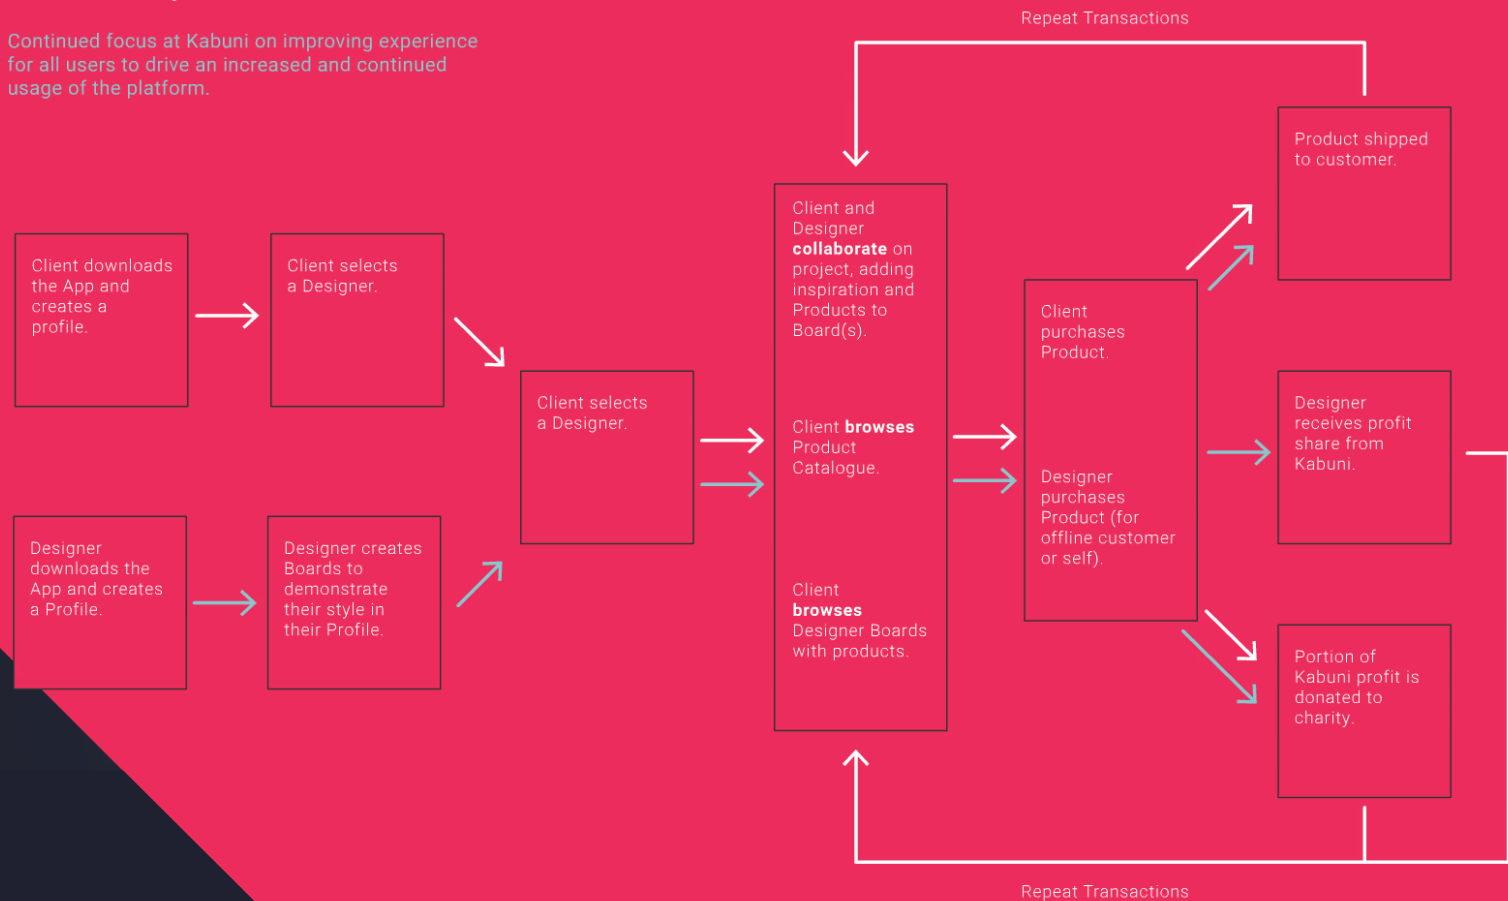 Continued focus at Kabuni on improving experience
for all users to drive an increased and continued
usage of the platform.
Repeat Transactions
Client downloads
the App and
creates a
profile.
Client selects
a Designer.
Designer
downloads the
App and creates
a Profile.
Designer creates
Boards to
demonstrate
their style in
their Profile.
Client selects
a Designer.
Client and
Designer
collaborate on
project, adding
inspiration and
Products to
Board(s).
Client browses
Product
Catalogue.
Client
browses
Designer Boards
with products.
Client
purchases
Product.
Designer
purchases
Product (for
offline customer
or self).
Product shipped
to customer.
Designer
receives profit
share from
Kabuni.
Portion of
Kabuni profit is
donated to
charity.
Repeat Transactions